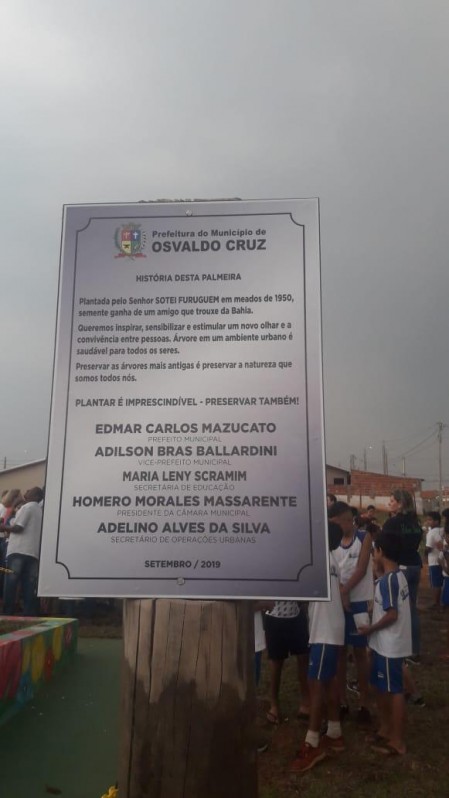 Prefeitura do Município de
OSVALDO CRUZ
HISTÓRIA DESTA PALMEIRA
Plantada pelo Senhor SOTEI FURUGUEM em meados de 1950,
semente ganha de um amigo que trouxe da Bahia.
Queremos inspirar, sensibilizar e estimular um novo olhar e a
convivência entre pessoas. Árvore em um ambiente urbano é
saudável para todos os seres.
Preservar as árvores mais antigas é preservar a natureza que
somos todos nós.
PLANTAR É IMPRESCINDÍVEL - PRESERVAR TAMBÉM!
EDMAR CARLOS MAZUCATO
PREFEITO MUNICIPAL
ADILSON BRAS BALLARDINI
VICE-PREFEITO MUNICIPAL
MARIA LENY SCRAMIM
SECRETÁRIA DE EDUCAÇÃO
HOMERO MORALES MASSARENTE
PRESIDENTE DA CÂMARA MUNICIPAL
ADELINO ALVES DA SILVA
SECRETÁRIO DE OPERAÇÕES URBANAS
SETEMBRO / 2019